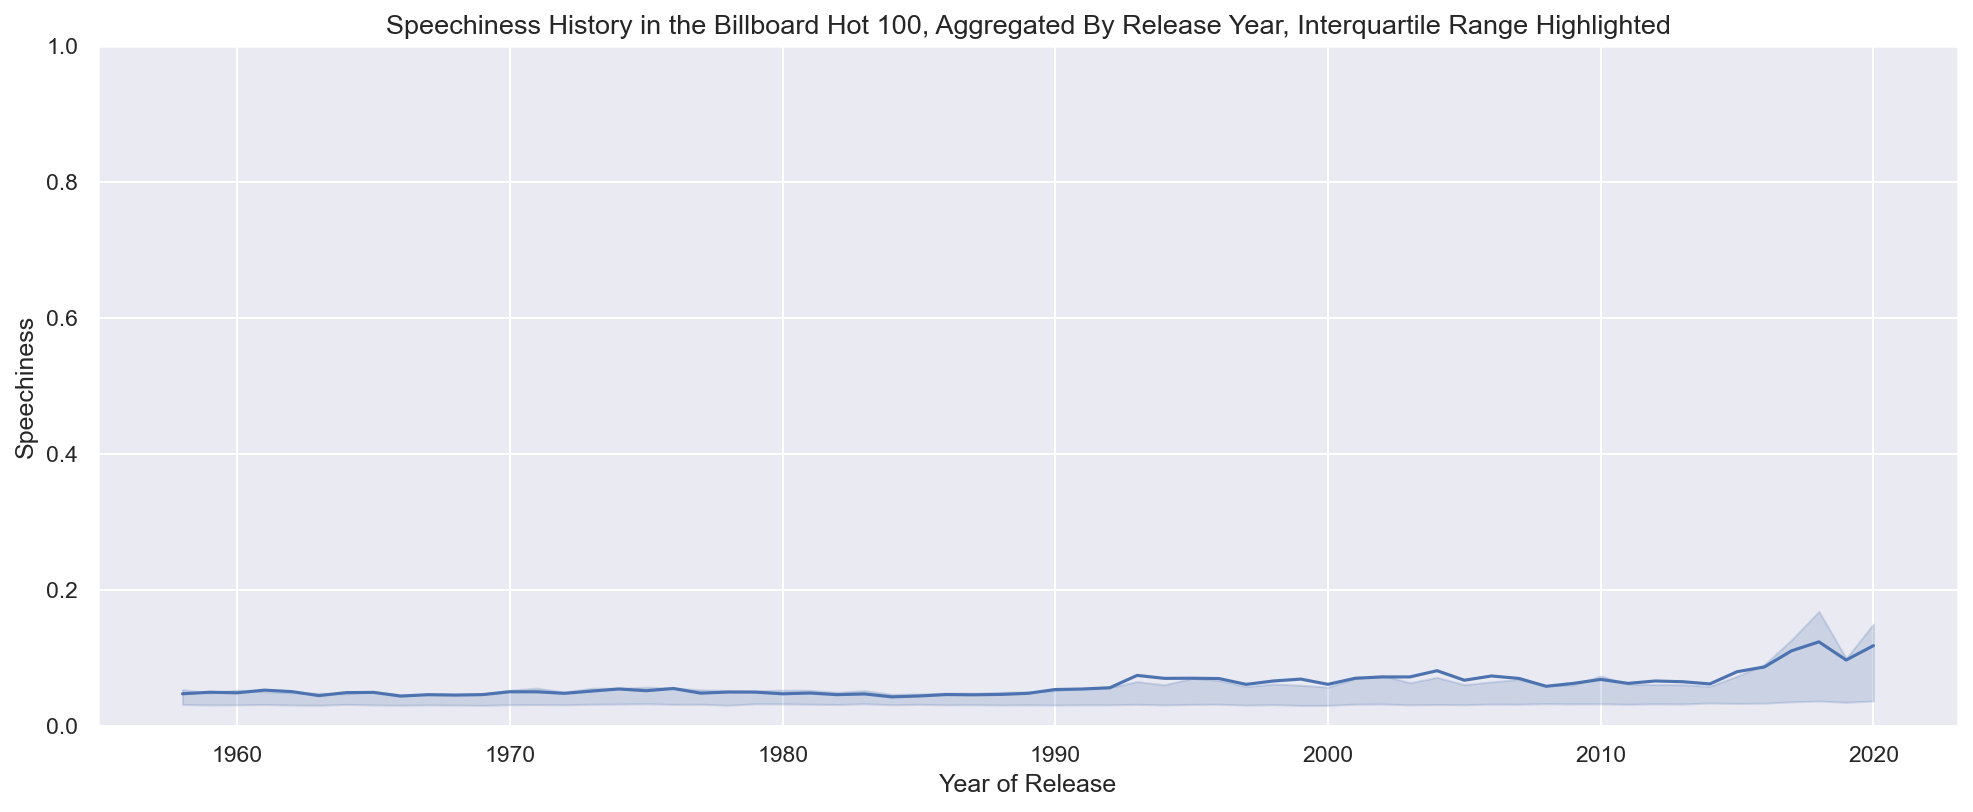 Speechiness History in the Billboard Hot 100, Aggregated By Release Year, Interquartile Range Highlighted
1.0
0.8
0.6
0.4
0.2
0.0
Speechiness
1960 1970 1980 1990 2000 2010 2020
Year of Release